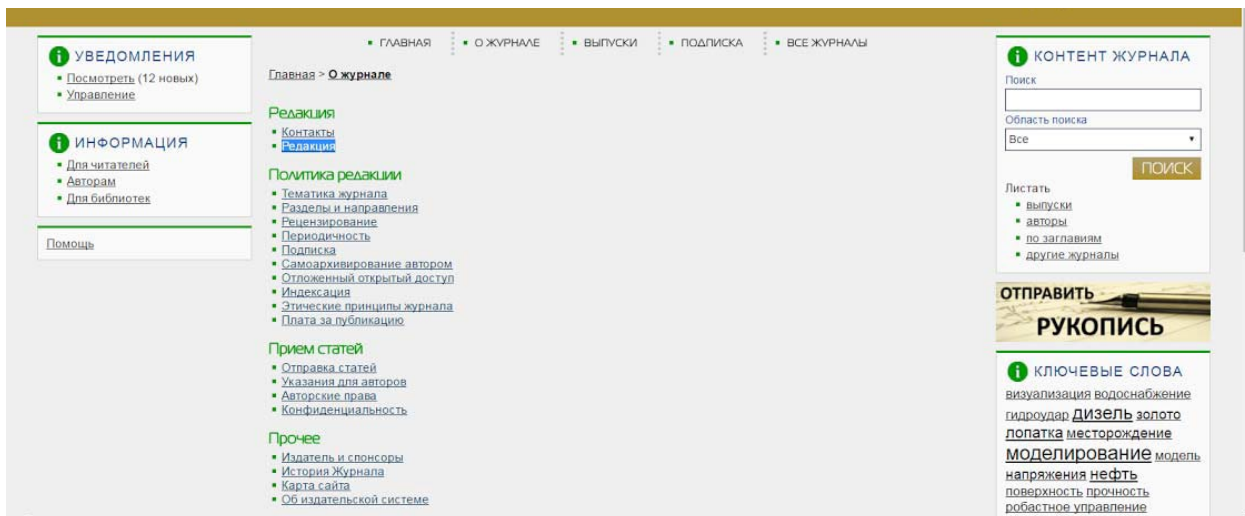 УВЕДОМЛЕНИЯ
Посмотреть (12 новых)
Управление
ИНФОРМАЦИЯ
Для читателей
Авторам
Для библиотек
Помощь
ГЛАВНАЯ О ЖУРНАЛЕ ВЫПУСКИ ПОДПИСКА ВСЕ ЖУРНАЛЫ
Главная > О журнале
Редакция
Контакты
Редакция
Политика редакции
Тематика журнала
Разделы и направления
Рецензирование
Периодичность
Подписка
Самоархивирование автором
Отложенный открытый доступ
Индексация
Этические принципы журнала
Плата за публикацию
Прием статей
Отправка статей
Указания для авторов
Авторские права
Конфиденциальность
Прочее
Издатель и спонсоры
История Журнала
Карта сайта
Об издательской системе
КОНТЕНТ ЖУРНАЛА
Поиск
Область поиска
Все
ПОИСК
Листать
выпуски
авторы
по заглавиям
другие журналы
ОТПРАВИТЬ
РУКОПИСЬ
КЛЮЧЕВЫЕ СЛОВА
визуализация водоснабжение
гидроудар дизель золото
лопатка месторождение
моделирование модель
напряжения нефть
поверхность прочность
робастное управление